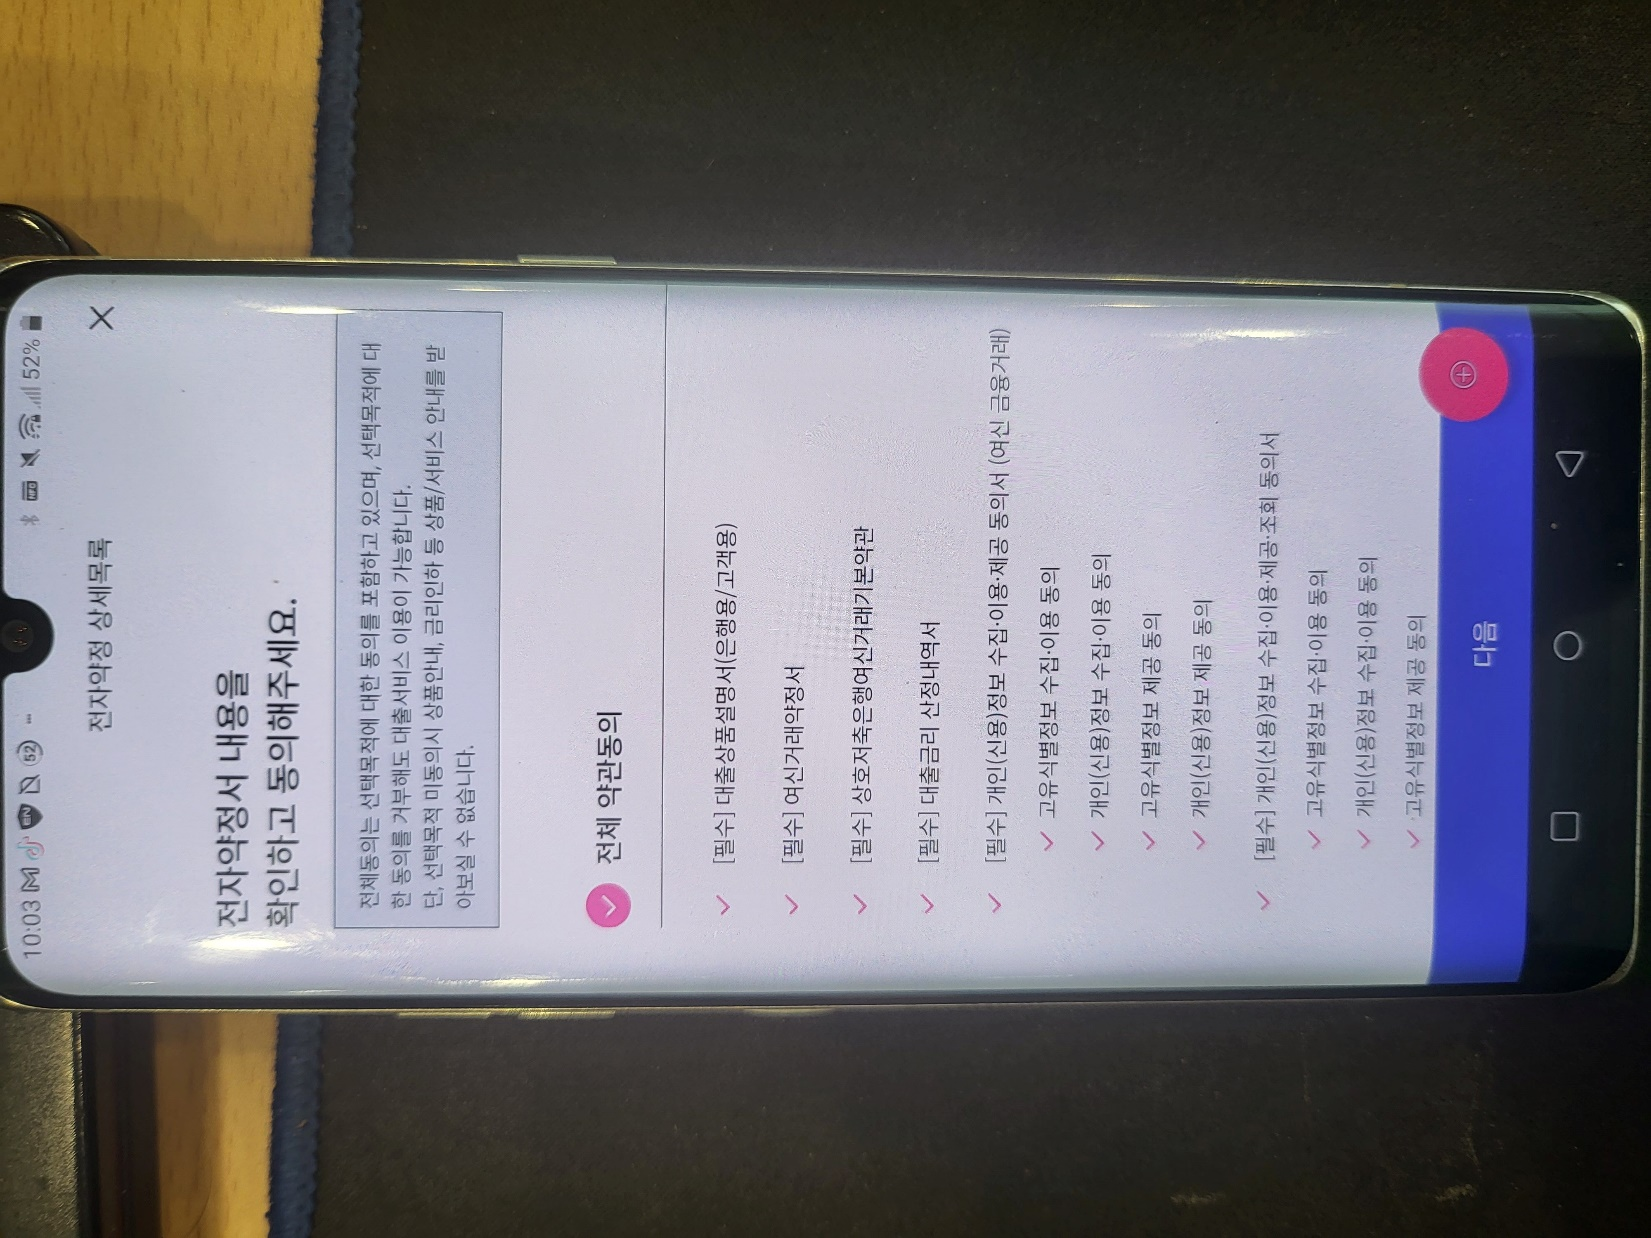 10:03 52 ... 52%
전자약정 상세목록
전자약정서 내용을
확인하고 동의해주세요.
전체동의는 선택목적에 대한 동의를 포함하고 있으며, 선택목적에 대
한 동의를 거부해도 대출서비스 이용이 가능합니다.
단, 선택목적 미동의시 상품안내, 금리인하 등 상품/서비스 안내를 받
아보실 수 없습니다.
전체 약관동의
[필수] 대출상품설명서(은행용/고객용)
[필수] 여신거래약정서
[필수] 상호저축은행여신거래기본약관
[필수] 대출금리 산정내역서
[필수] 개인(신용)정보 수집·이용·제공 동의서 (여신 금융거래)
고유식별정보 수집·이용 동의
개인(신용)정보 수집·이용 동의
고유식별정보 제공 동의
개인(신용)정보 제공 동의
[필수] 개인(신용)정보 수집·이용·제공·조회 동의서
고유식별정보 수집·이용 동의
개인(신용)정보 수집·이용 동의
고유식별정보 제공 동의
다음